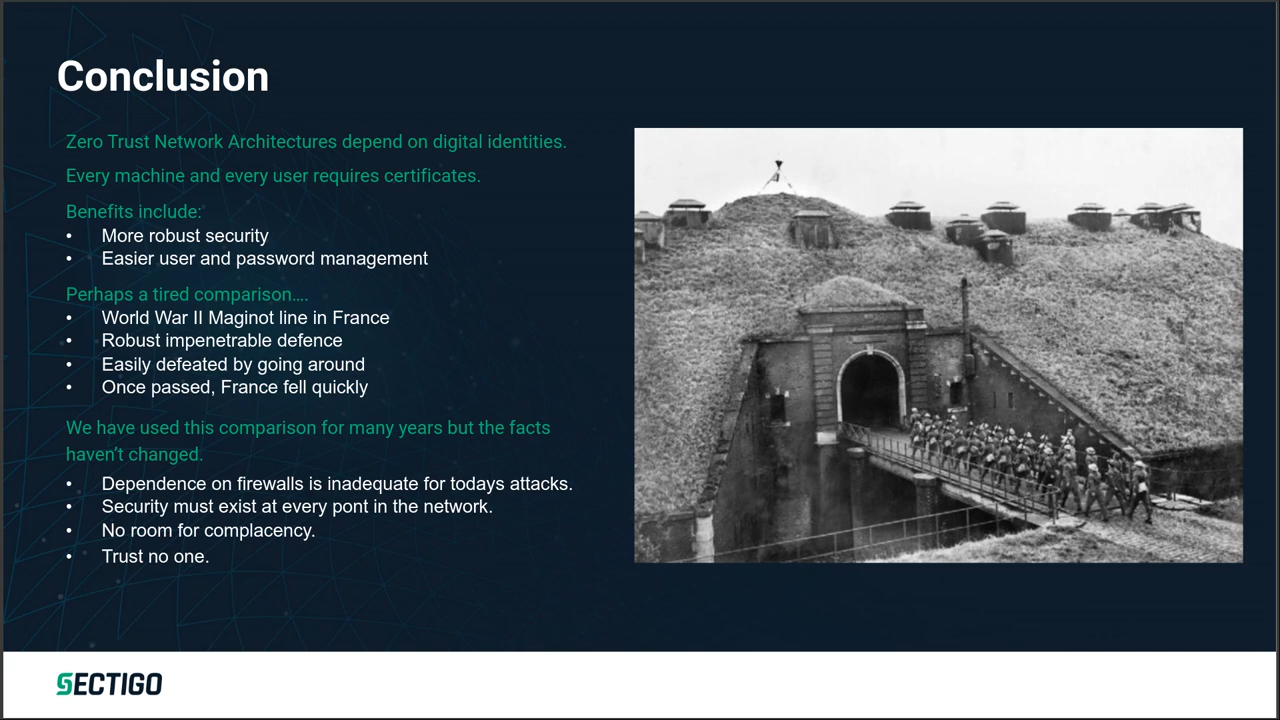 Conclusion
Zero Trust Network Architectures depend on digital identities.
Every machine and every user requires certificates.
Benefits include:
• More robust security
• Easier user and password management
Perhaps a tired comparison....
• World War II Maginot line in France
• Robust impenetrable defence
• Easily defeated by going around
• Once passed, France fell quickly
We have used this comparison for many years but the facts
haven't changed.
• Dependence on firewalls is inadequate for todays attacks.
• Security must exist at every pont in the network.
• No room for complacency.
• Trust no one.
SECTIGO